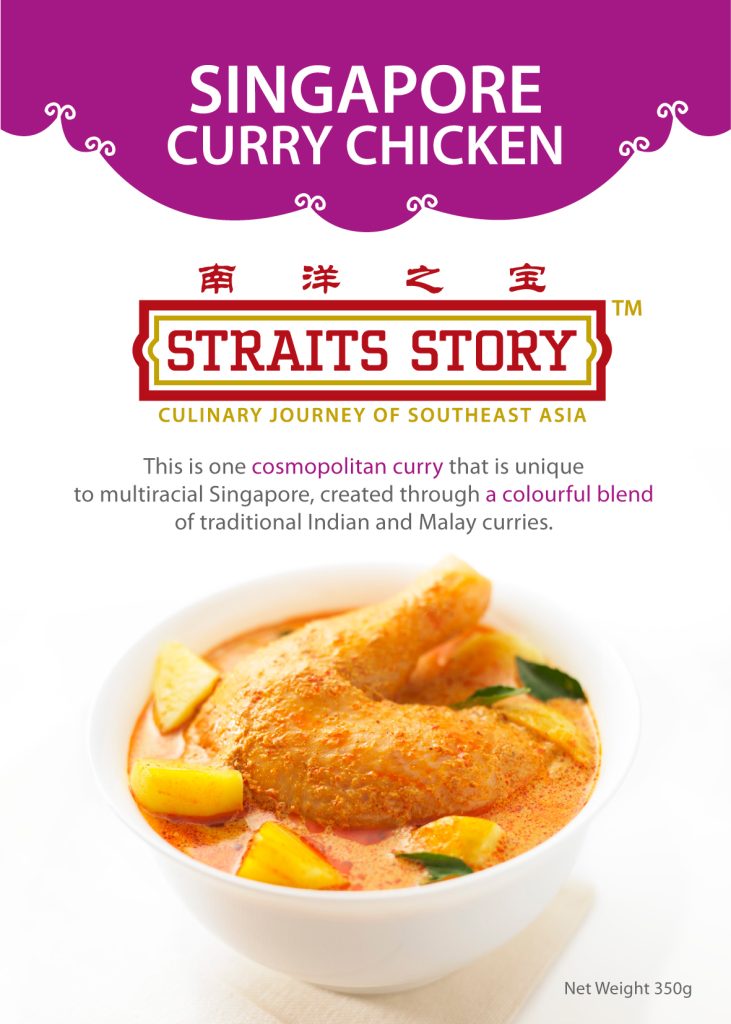 SINGAPORE
CURRY CHICKEN
南洋之宝
STRAITS STORY TM
CULINARY JOURNEY OF SOUTHEAST ASIA
This is one cosmopolitan curry that is unique
to multiracial Singapore, created through a colourful blend
of traditional Indian and Malay curries.
Net Weight 350g